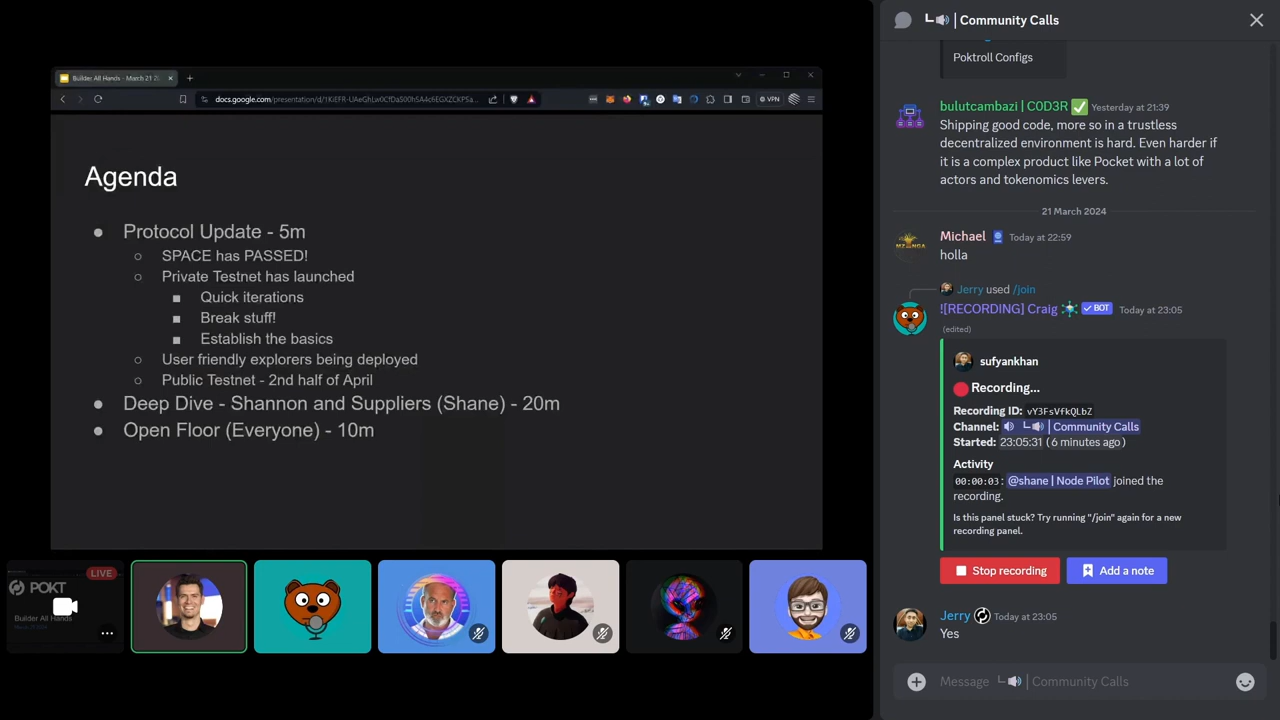 Builder All Hands - March 21 2
docs.google.com/presentation/d/
VPN
Agenda
● Protocol Update - 5m
○ SPACE has PASSED!
○ Private Testnet has launched
■ Quick iterations
■ Break stuff!
■ Establish the basics
○ User friendly explorers being deployed
○ Public Testnet - 2nd half of April
● Deep Dive - Shannon and Suppliers (Shane) - 20m
● Open Floor (Everyone) - 10m
LIVE
POKT
Builder All Hands
Community Calls
Poktroll Configs
bulutcambazi | C0D3R Yesterday at 21:39
Shipping good code, more so in a trustless
decentralized environment is hard. Even harder if
it is a complex product like Pocket with a lot of
actors and tokenomics levers.
21 March 2024
Michael Today at 22:59
holla
Jerry used /join
![RECORDING] Craig BOT Today at 23:05
(edited)
sufyankhan
Recording...
Recording ID: vY3FsVfkQLbZ
Channel: Community Calls
Started: 23:05:31 (6 minutes ago)
Activity
00:00:03: @shane | Node Pilot joined the
recording.
Is this panel stuck? Try running "/join" again for a new
recording panel.
Stop recording
Add a note
Jerry Today at 23:05
Yes
Message Community Calls